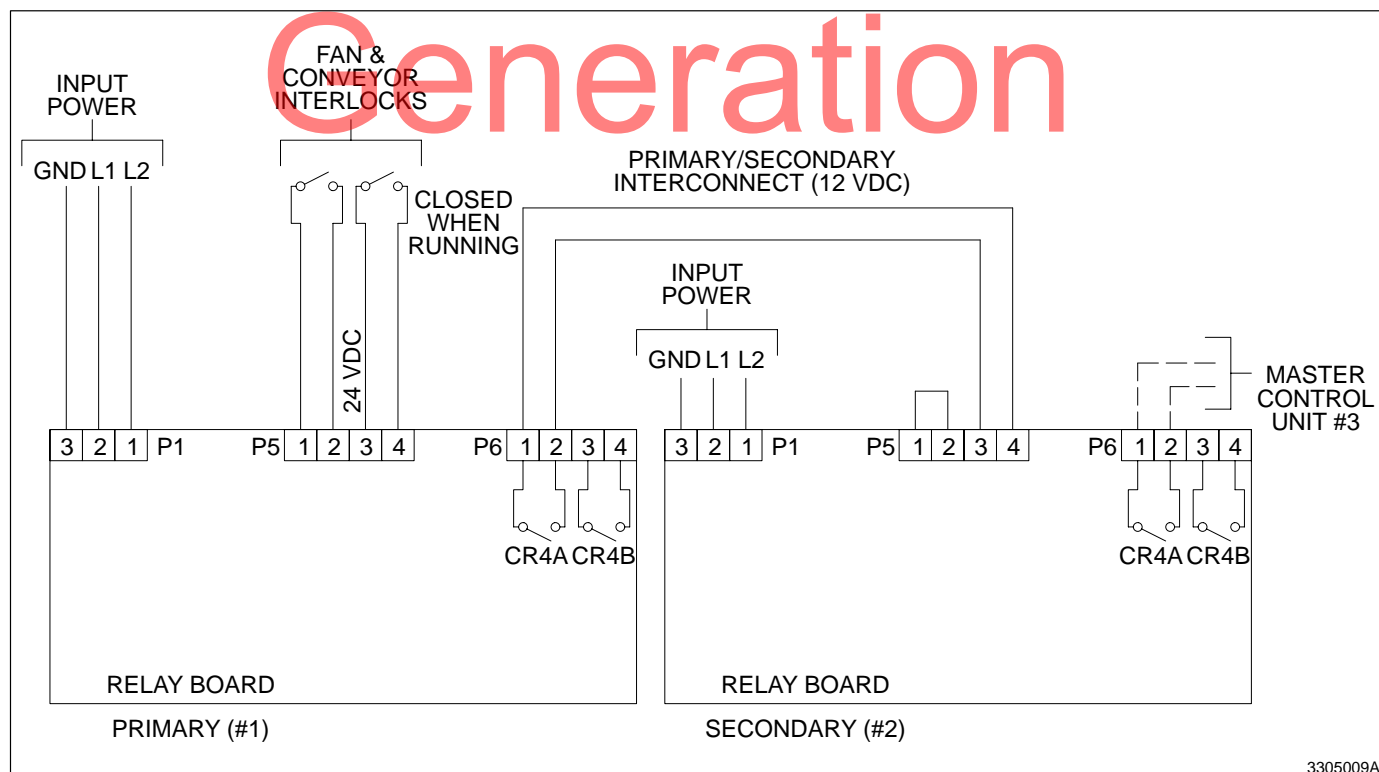 Generation
FAN &
CONVEYOR
INTERLOCKS
INPUT
POWER
GND L1 L2
CLOSED
WHEN
RUNNING
24 VDC
PRIMARY/SECONDARY
INTERCONNECT (12 VDC)
INPUT
POWER
GND L1 L2
MASTER
CONTROL
UNIT #3
3 2 1 P1
P5 1 2 3 4
P6 1 2 3 4
CR4A CR4B
3 2 1 P1
P5 1 2 3 4
P6 1 2 3 4
CR4A CR4B
RELAY BOARD
PRIMARY (#1)
RELAY BOARD
SECONDARY (#2)
3305009A